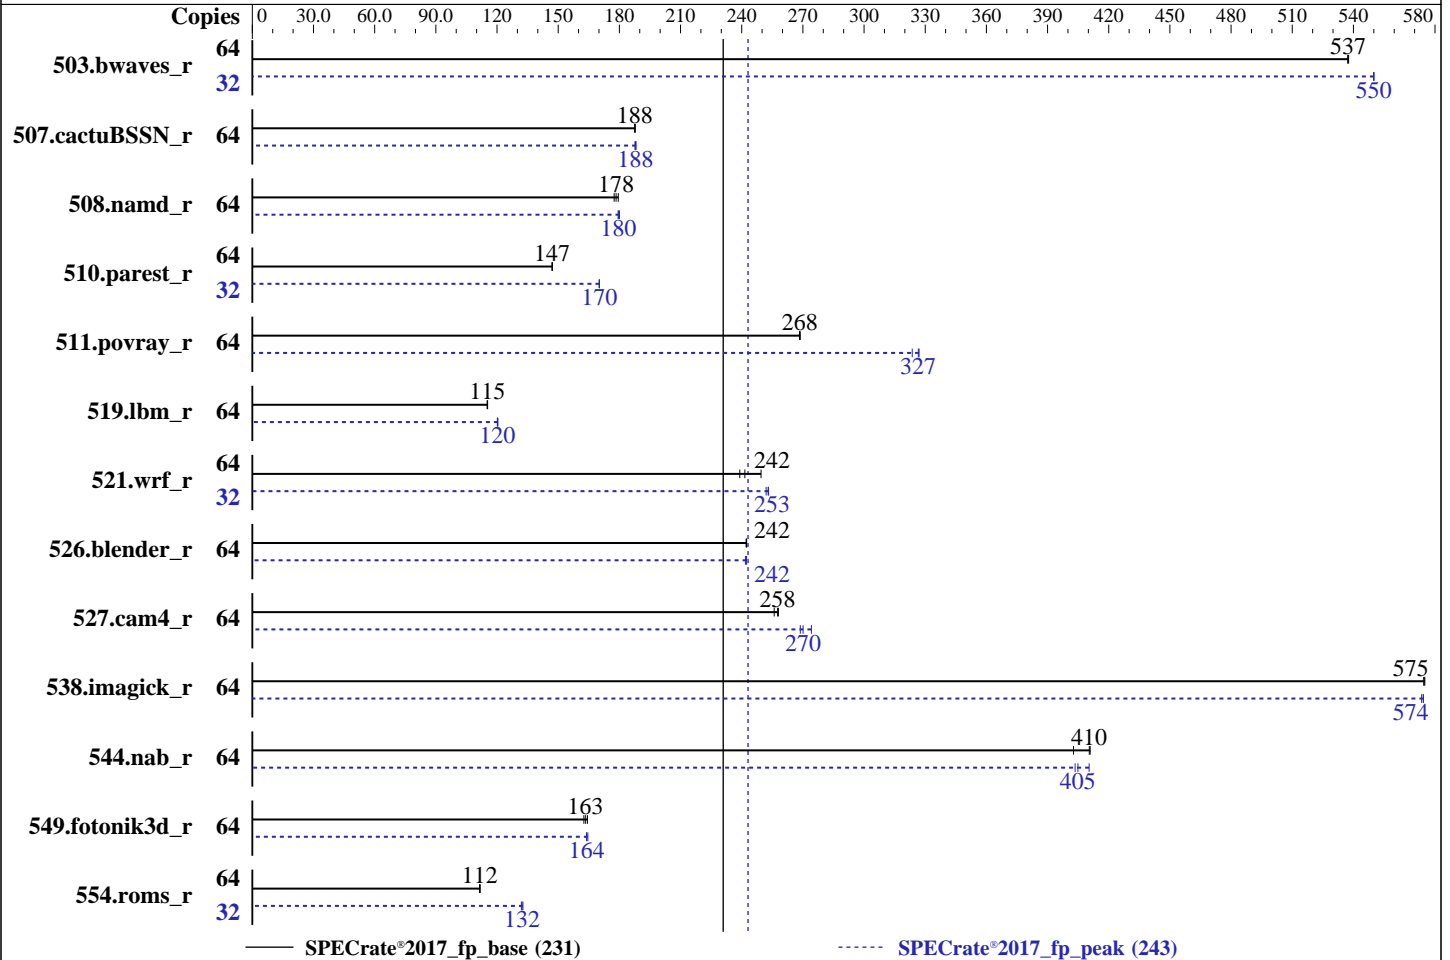 Copies 0 30.0 60.0 90.0 120 150 180 210 240 270 300 330 360 390 420 450 480 510 540 580
503.bwaves_r 64 537
32 550
507.cactuBSSN_r 64 188
188
508.namd_r 64 178
180
510.parest_r 64 147
32 170
511.povray_r 64 268
327
519.lbm_r 64 115
120
521.wrf_r 64 242
32 253
526.blender_r 64 242
242
527.cam4_r 64 258
270
538.imagick_r 64 575
574
544.nab_r 64 410
405
549.fotonik3d_r 64 163
164
554.roms_r 64 112
32 132
SPECrate®2017_fp_base (231) SPECrate®2017_fp_peak (243)